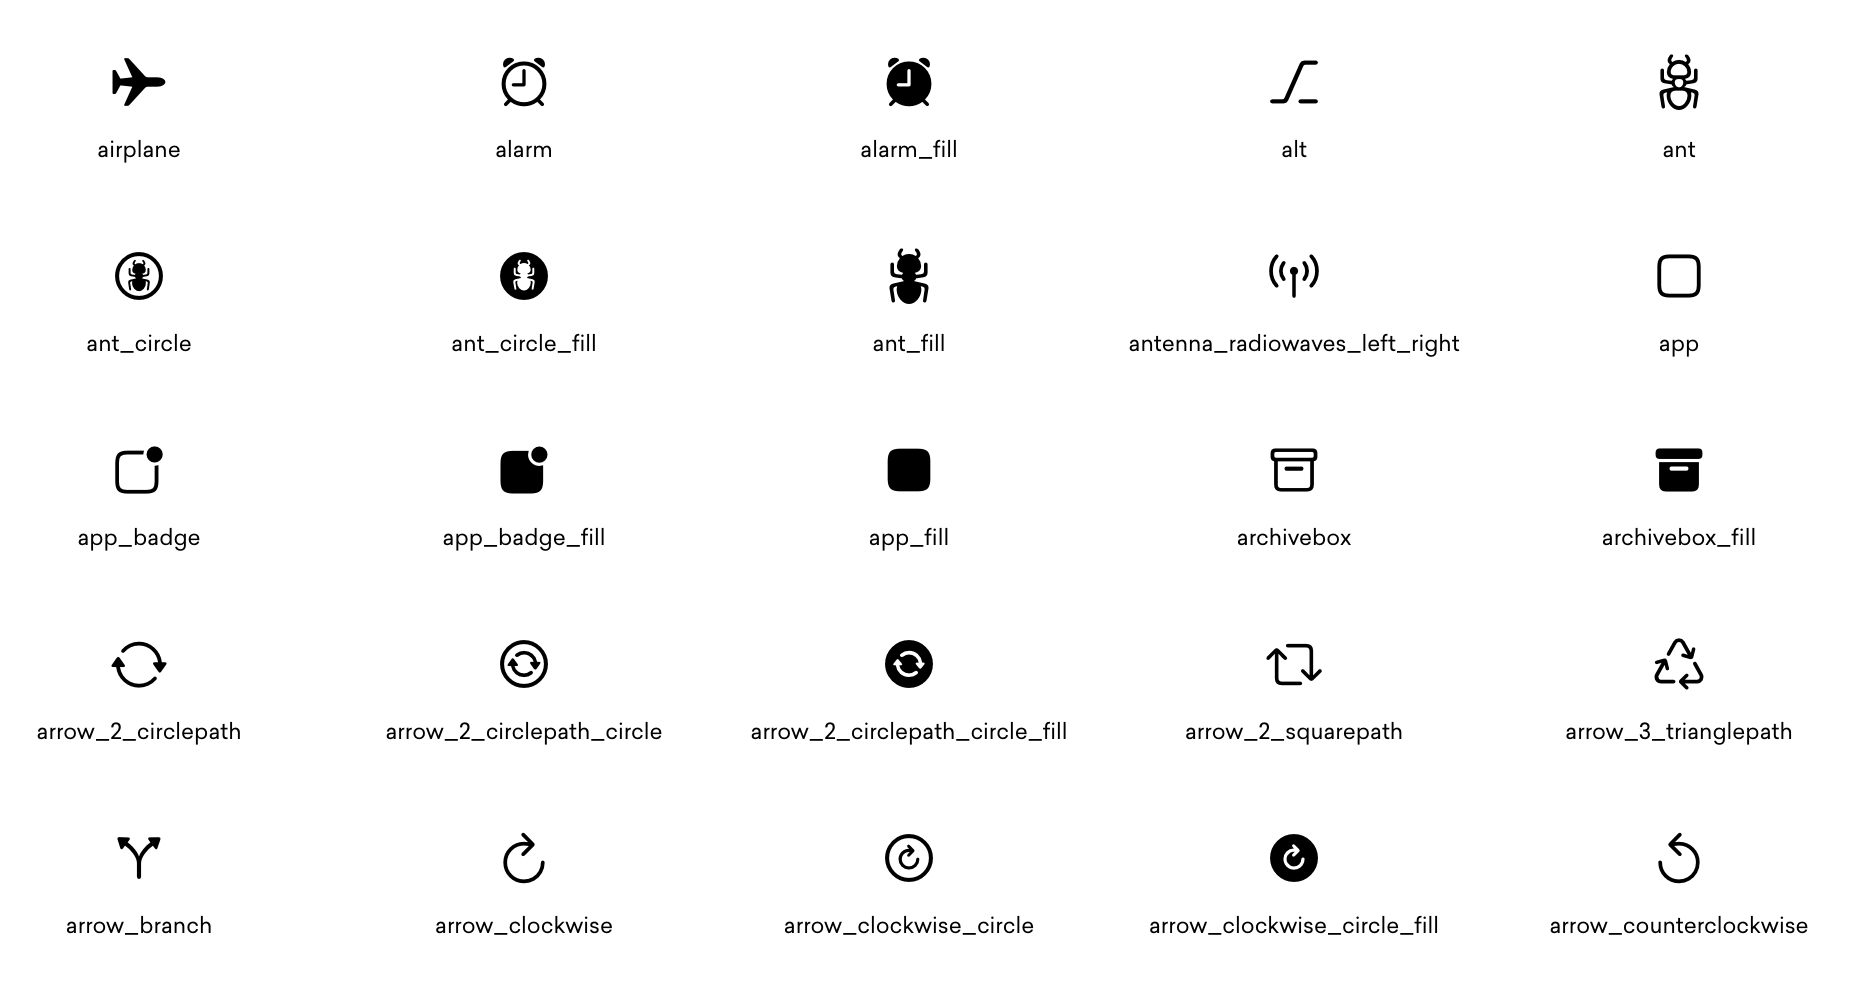 airplane
alarm
alarm_fill
alt
ant
ant_circle
ant_circle_fill
ant_fill
antenna_radiowaves_left_right
app
app_badge
app_badge_fill
app_fill
archivebox
archivebox_fill
arrow_2_circlepath
arrow_2_circlepath_circle
arrow_2_circlepath_circle_fill
arrow_2_squarepath
arrow_3_trianglepath
arrow_branch
arrow_clockwise
arrow_clockwise_circle
arrow_clockwise_circle_fill
arrow_counterclockwise